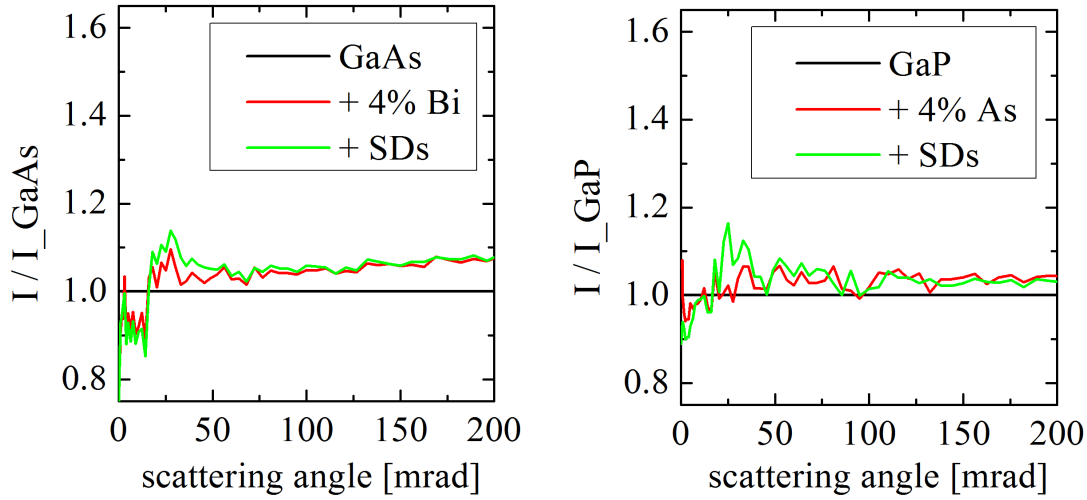 1.6
1.4
1.2
1.0
0.8
I / I_GaAs
GaAs
+ 4% Bi
+ SDs
0 50 100 150 200
scattering angle [mrad]
1.6
1.4
1.2
1.0
0.8
I / I_GaP
GaP
+ 4% As
+ SDs
0 50 100 150 200
scattering angle [mrad]